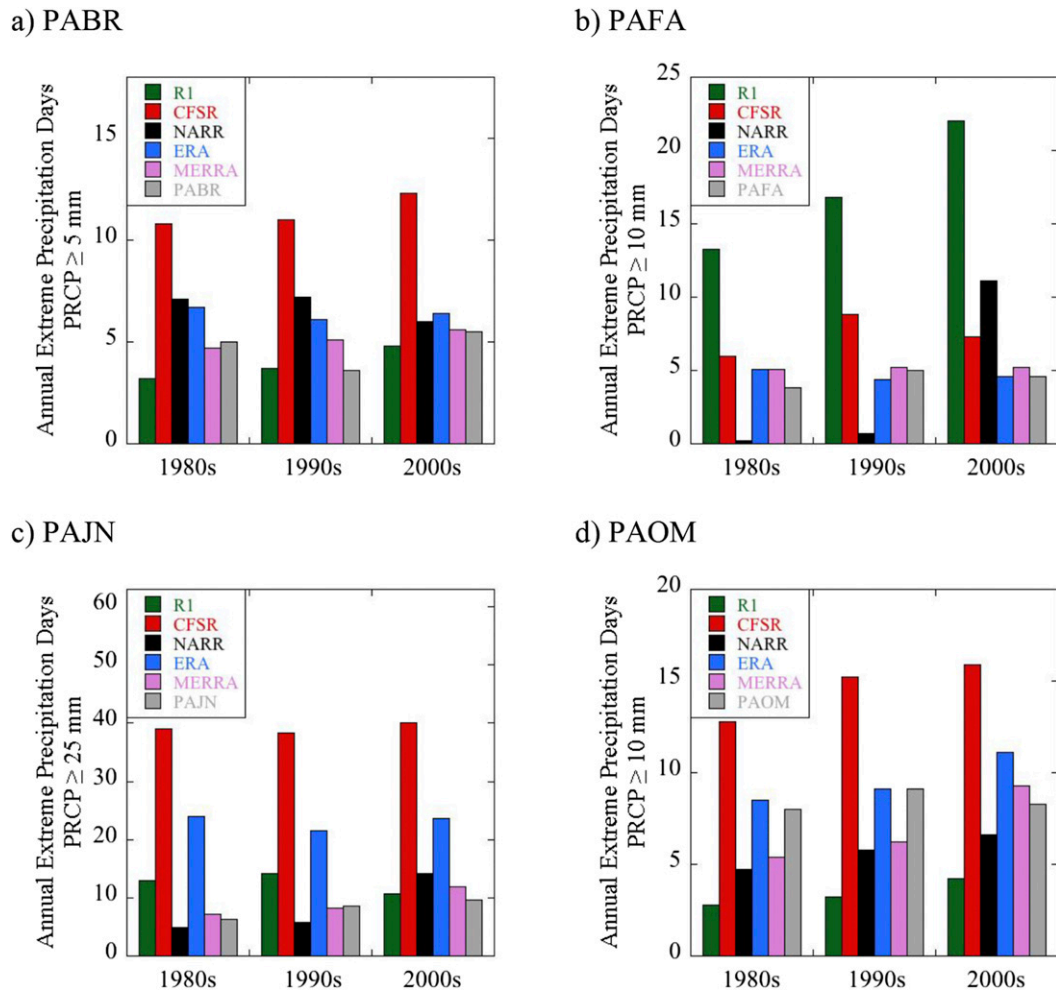 a) PABR
Annual Extreme Precipitation Days
PRCP ≥ 5 mm
15
10
5
0
R1
CFSR
NARR
ERA
MERRA
PABR
1980s
1990s
2000s
b) PAFA
Annual Extreme Precipitation Days
PRCP ≥ 10 mm
25
20
15
10
5
0
R1
CFSR
NARR
ERA
MERRA
PAFA
1980s
1990s
2000s
c) PAJN
Annual Extreme Precipitation Days
PRCP ≥ 25 mm
60
50
40
30
20
10
0
R1
CFSR
NARR
ERA
MERRA
PAJN
1980s
1990s
2000s
d) PAOM
Annual Extreme Precipitation Days
PRCP ≥ 10 mm
20
15
10
5
0
R1
CFSR
NARR
ERA
MERRA
PAOM
1980s
1990s
2000s